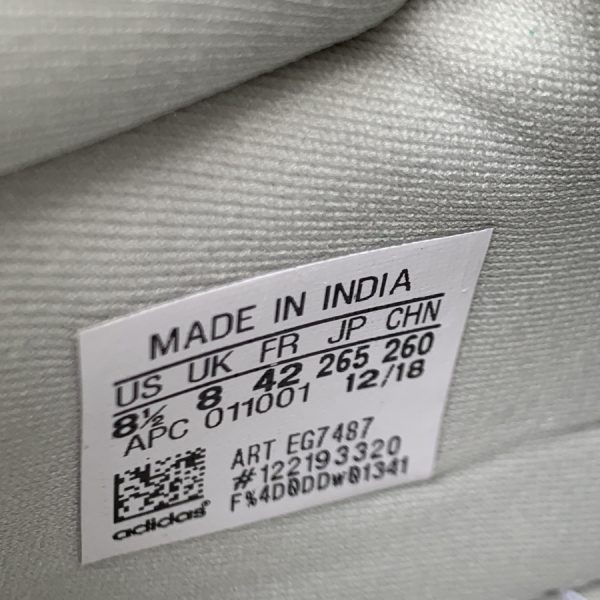 MADE IN INDIA
US UK FR JP CHN
8½ 8 42 265 260
APC 011001 12/18
ART EG7487
#122193320
F%4D0DDw01341
adidas®